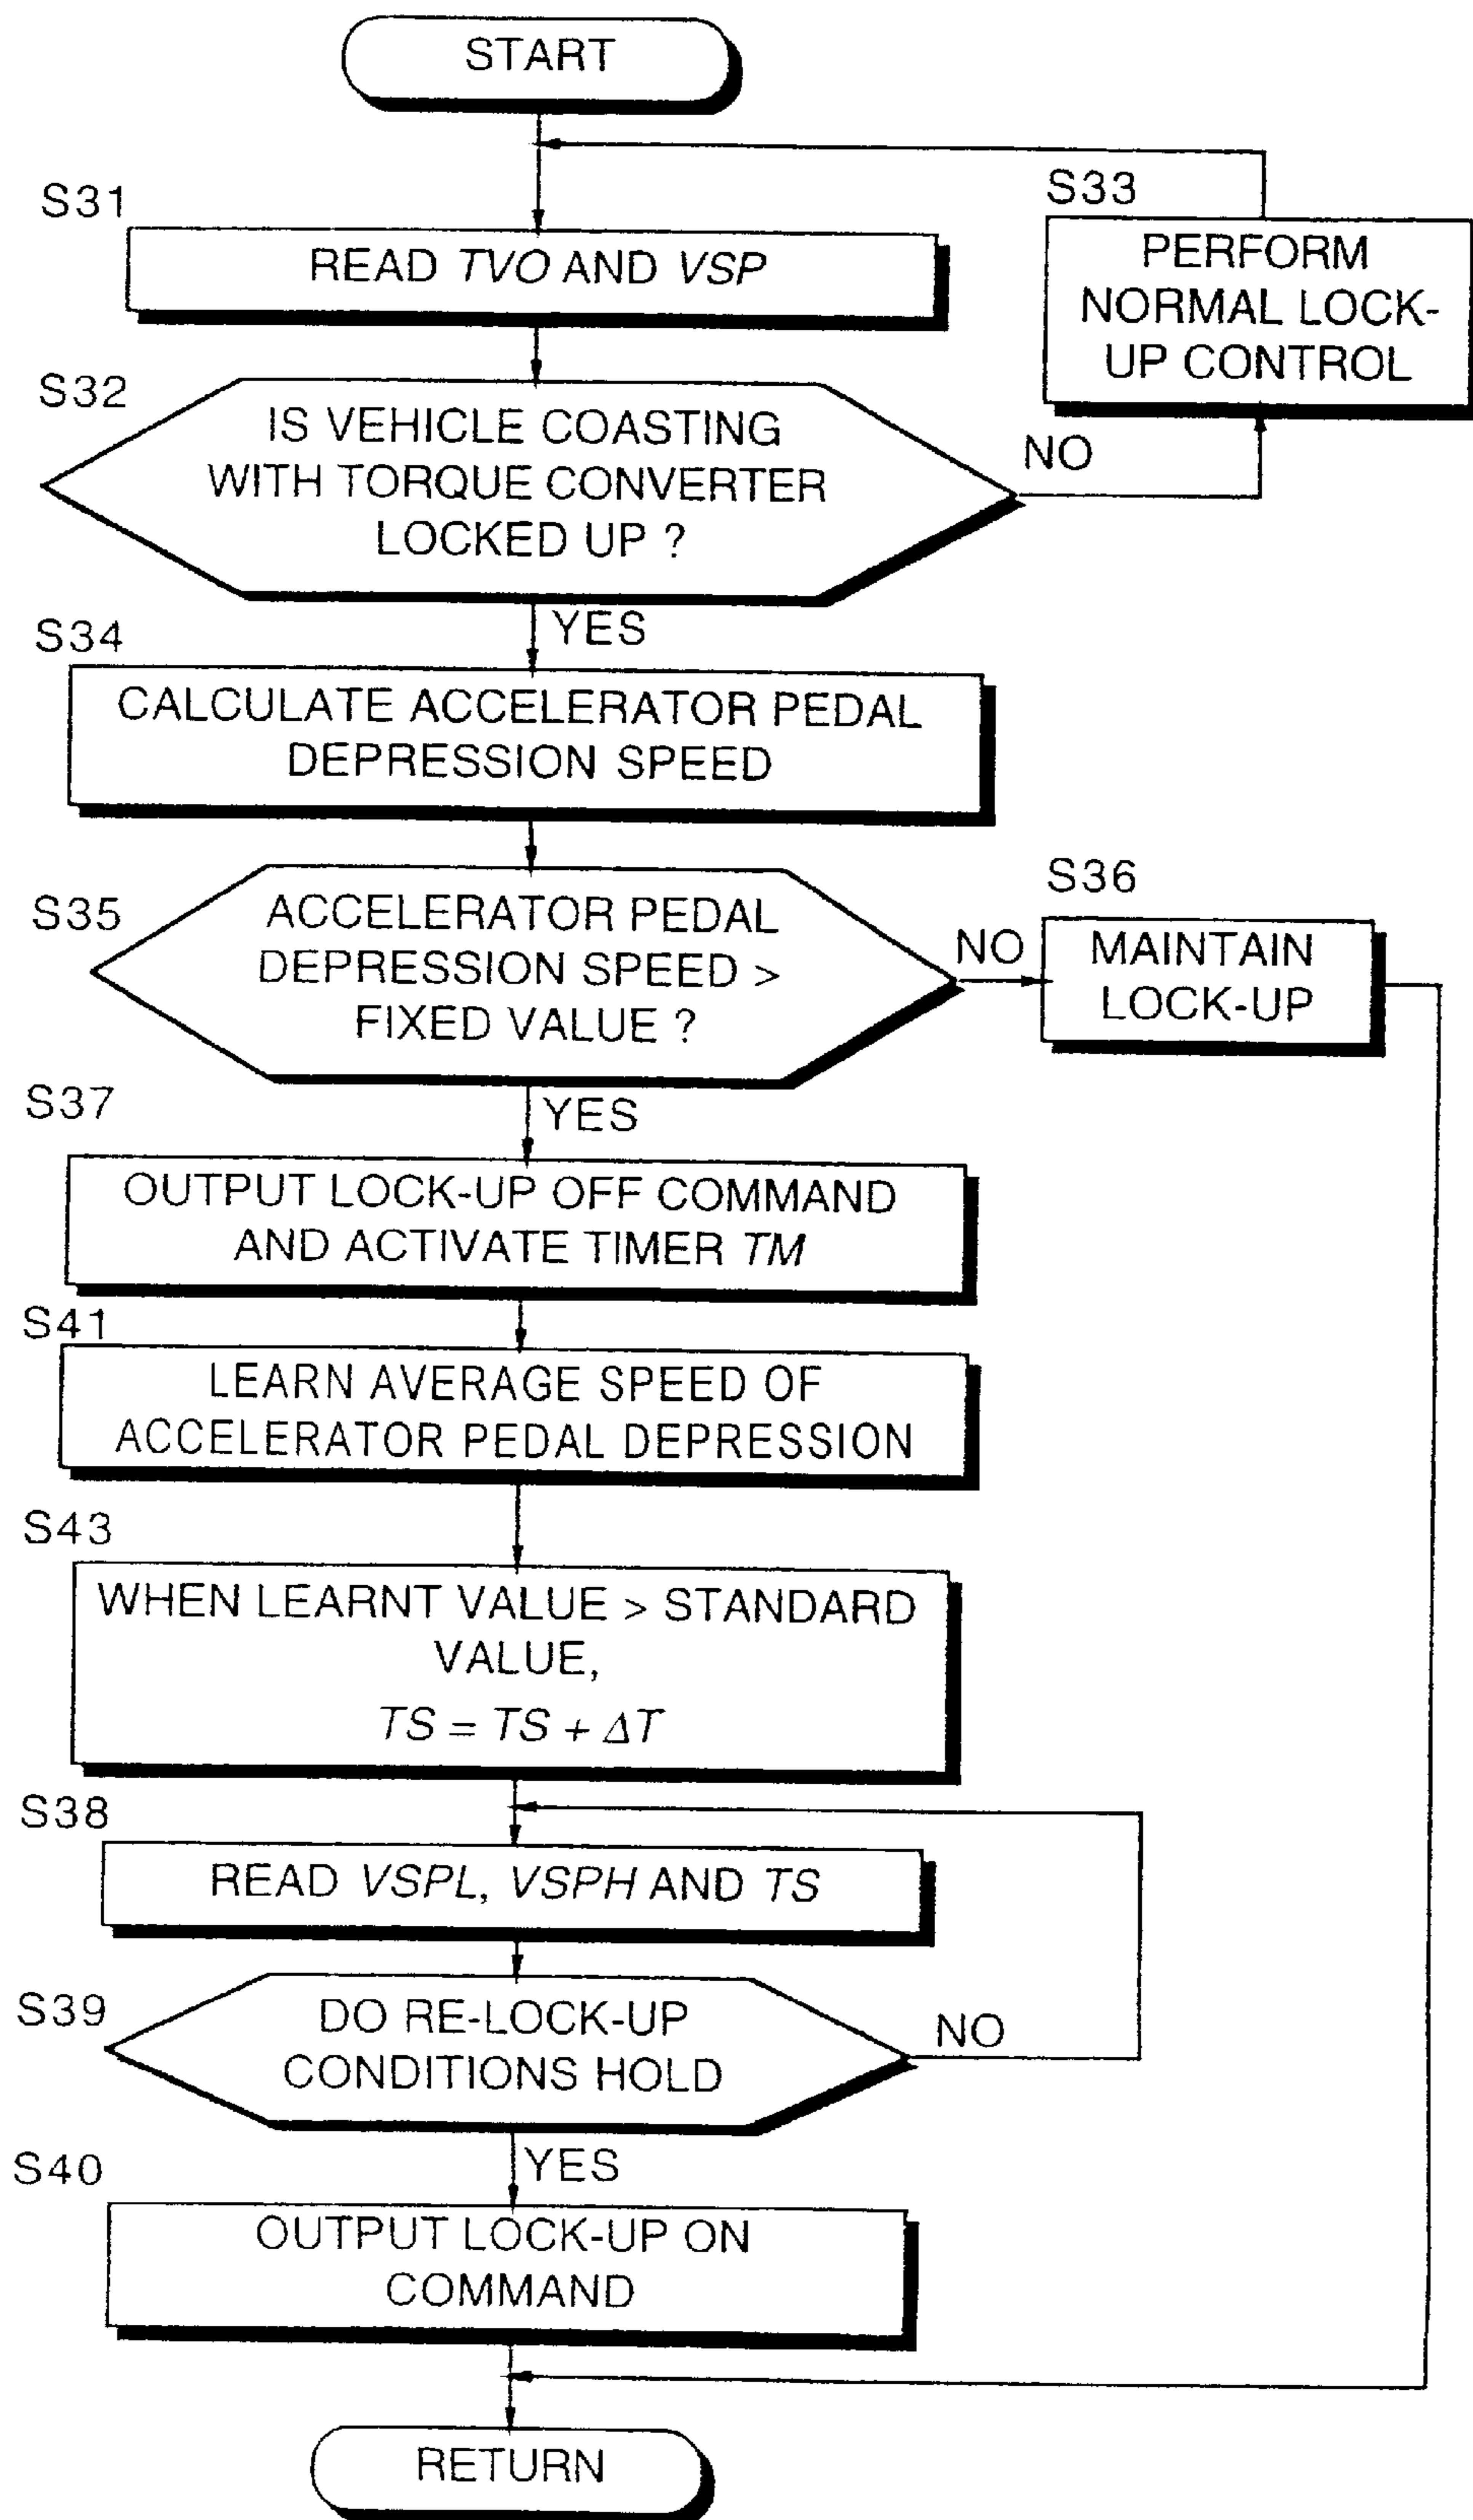 START
S31
READ TVO AND VSP
S33
PERFORM
NORMAL LOCK-
UP CONTROL
S32
IS VEHICLE COASTING
WITH TORQUE CONVERTER
LOCKED UP ?
NO
YES
S34
CALCULATE ACCELERATOR PEDAL
DEPRESSION SPEED
S35
ACCELERATOR PEDAL
DEPRESSION SPEED >
FIXED VALUE ?
NO
S36
MAINTAIN
LOCK-UP
YES
S37
OUTPUT LOCK-UP OFF COMMAND
AND ACTIVATE TIMER TM
S41
LEARN AVERAGE SPEED OF
ACCELERATOR PEDAL DEPRESSION
S43
WHEN LEARNT VALUE > STANDARD
VALUE,
TS = TS + ΔT
S38
READ VSPL, VSPH AND TS
S39
DO RE-LOCK-UP
CONDITIONS HOLD
NO
YES
S40
OUTPUT LOCK-UP ON
COMMAND
RETURN